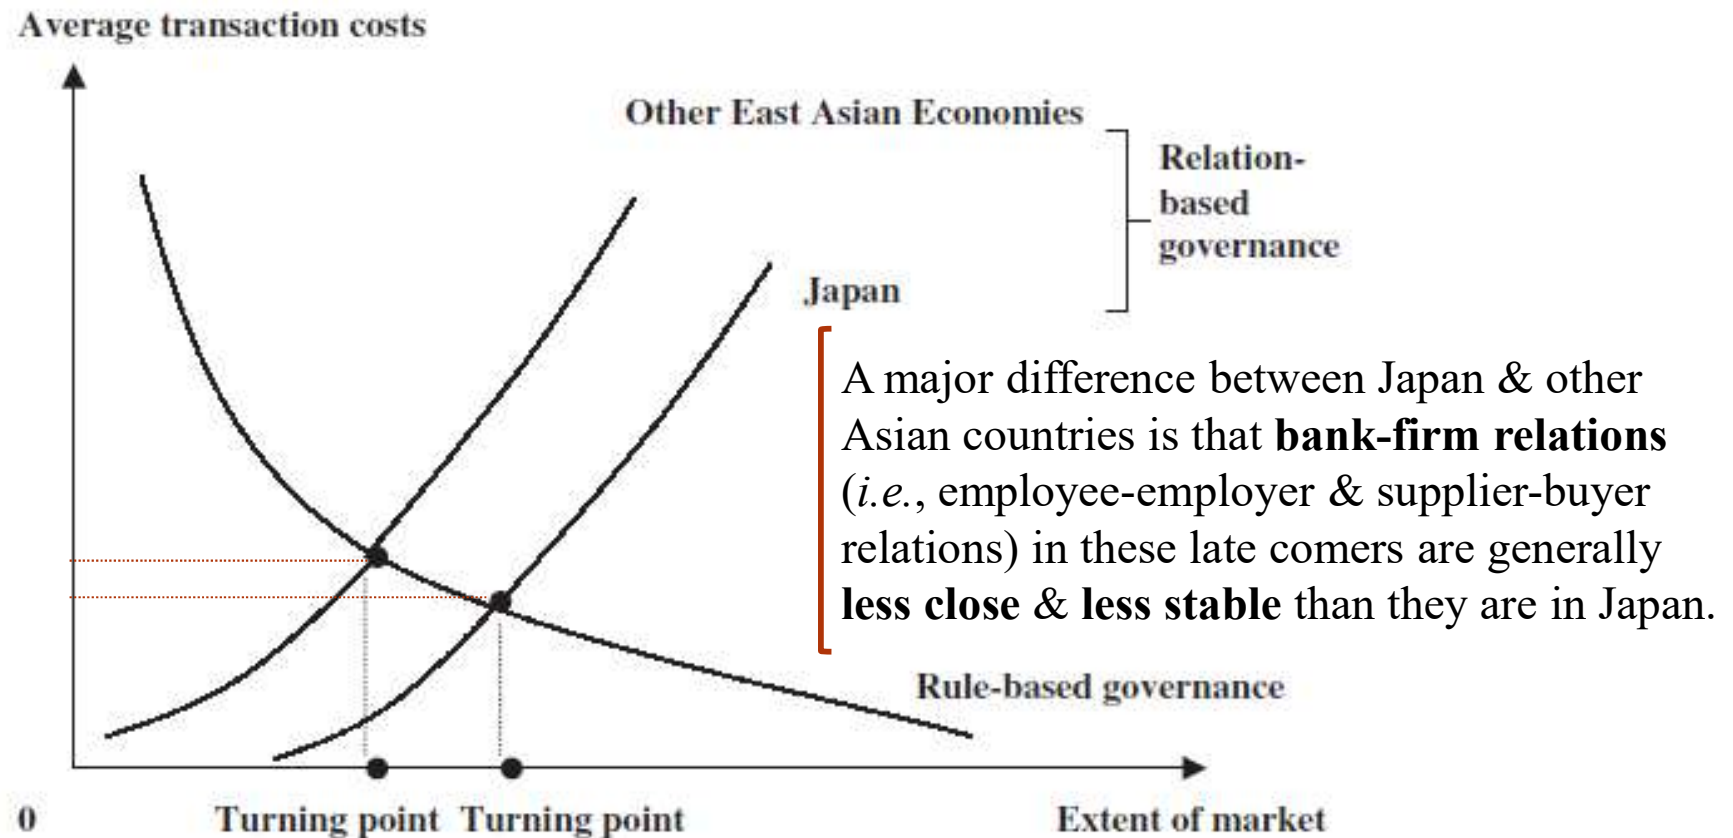 Average transaction costs
Other East Asian Economies
Relation-
based
governance
Japan
A major difference between Japan & other
Asian countries is that bank-firm relations
(i.e., employee-employer & supplier-buyer
relations) in these late comers are generally
less close & less stable than they are in Japan.
Rule-based governance
0
Turning point
Turning point
Extent of market